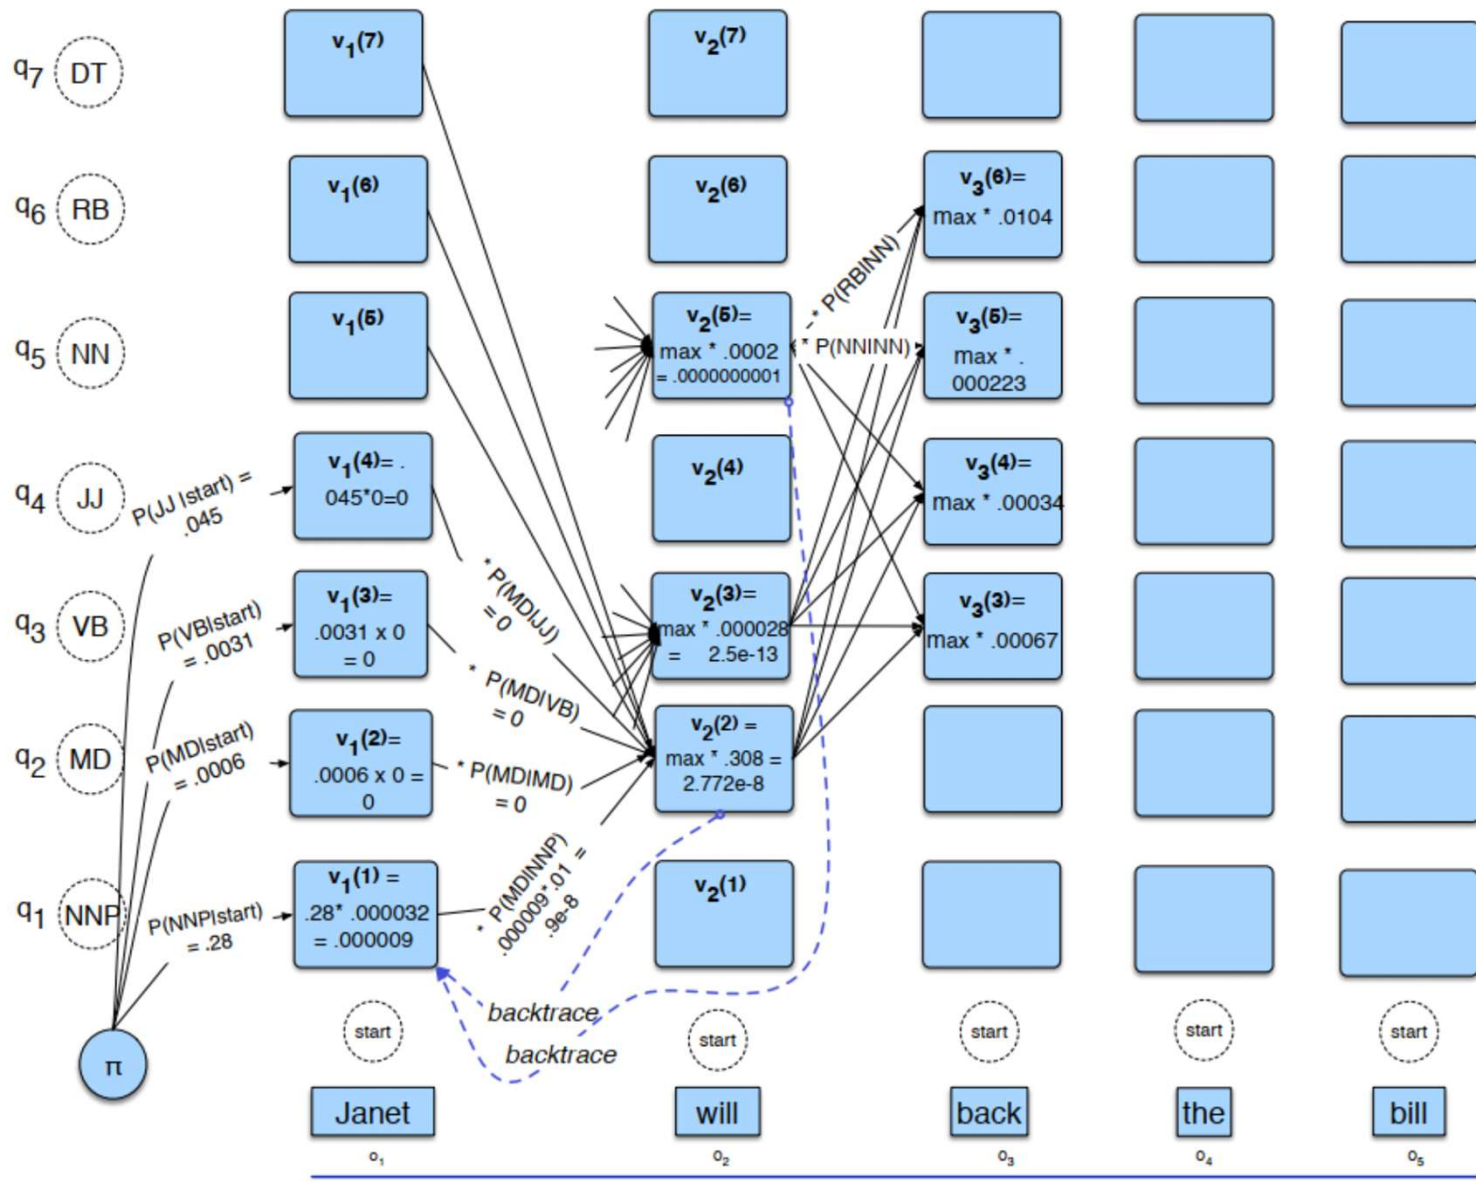 q7 DT
v1(7)
v2(7)
q6 RB
v1(6)
v2(6)
v3(6)=
max * .0104
q5 NN
v1(5)
v2(5)=
max * .0002
= .0000000001
* P(RB|NN)
* P(NN|NN)
v3(5)=
max * .
000223
q4 JJ
P(JJ |start) =
.045
v1(4)= .
045*0=0
* P(MD|JJ)
= 0
v2(4)
v3(4)=
max * .00034
q3 VB
P(VB|start)
= .0031
v1(3)=
.0031 x 0
= 0
* P(MD|VB)
= 0
v2(3)=
max * .000028
= 2.5e-13
v3(3)=
max * .00067
q2 MD
P(MD|start)
= .0006
v1(2)=
.0006 x 0 =
0
* P(MD|MD)
= 0
v2(2) =
max * .308 =
2.772e-8
q1 NNP
P(NNP|start)
= .28
v1(1) =
.28* .000032
= .000009
* P(MD|NNP)
.000009*.01 =
.9e-8
v2(1)
backtrace
backtrace
π
start start start start start
Janet will back the bill
o1 o2 o3 o4 o5